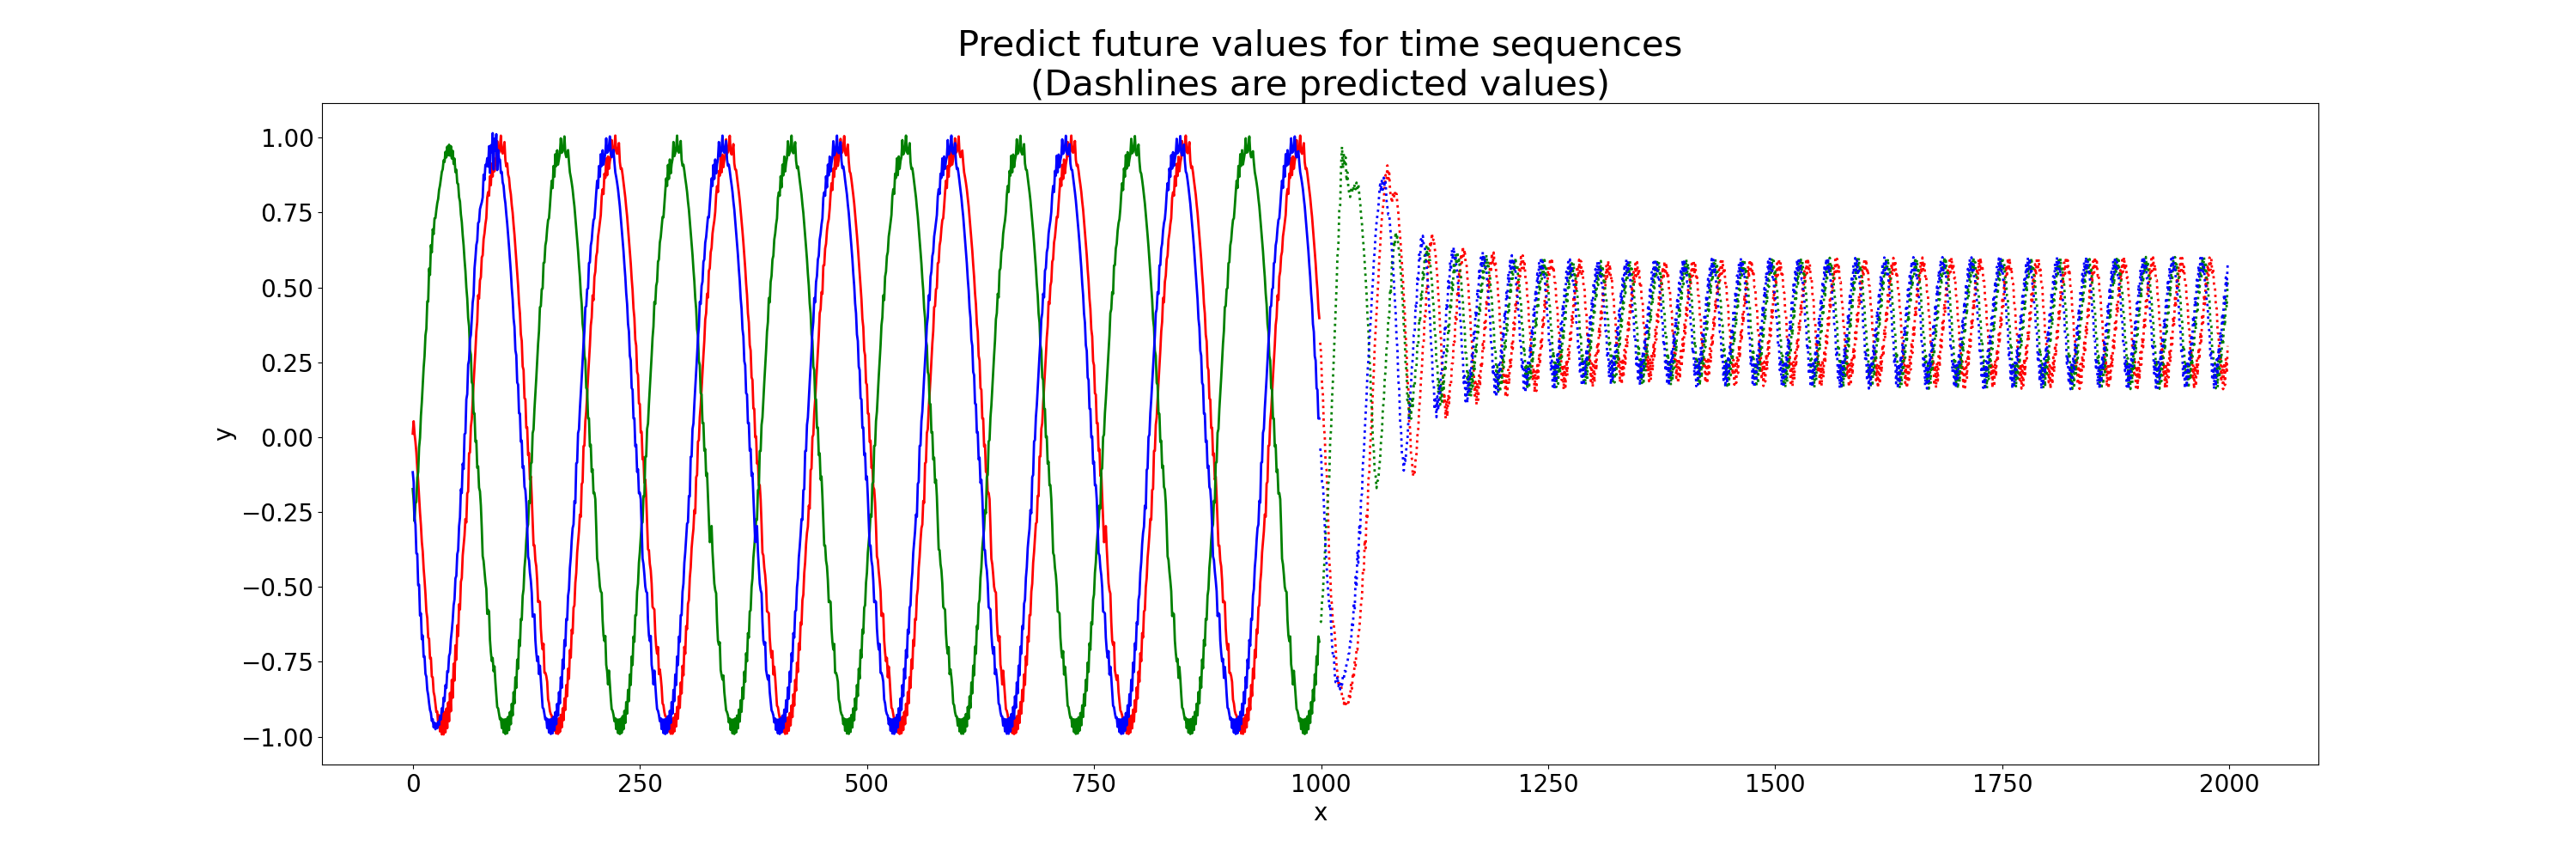 Predict future values for time sequences
(Dashlines are predicted values)
1.00
0.75
0.50
0.25
0.00
−0.25
−0.50
−0.75
−1.00
y
0 250 500 750 1000 1250 1500 1750 2000
x